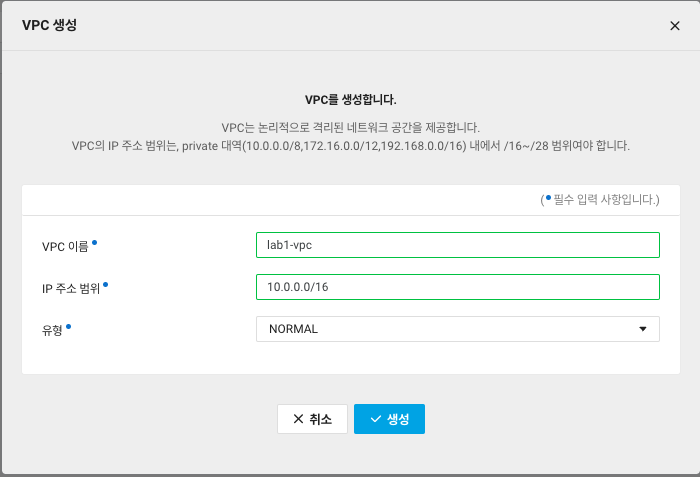 VPC 생성
VPC를 생성합니다.
VPC는 논리적으로 격리된 네트워크 공간을 제공합니다.
VPC의 IP 주소 범위는, private 대역(10.0.0.0/8,172.16.0.0/12,192.168.0.0/16) 내에서 /16~/28 범위여야 합니다.
(• 필수 입력 사항입니다.)
VPC 이름 • lab1-vpc
IP 주소 범위 • 10.0.0.0/16
유형 • NORMAL
취소 생성